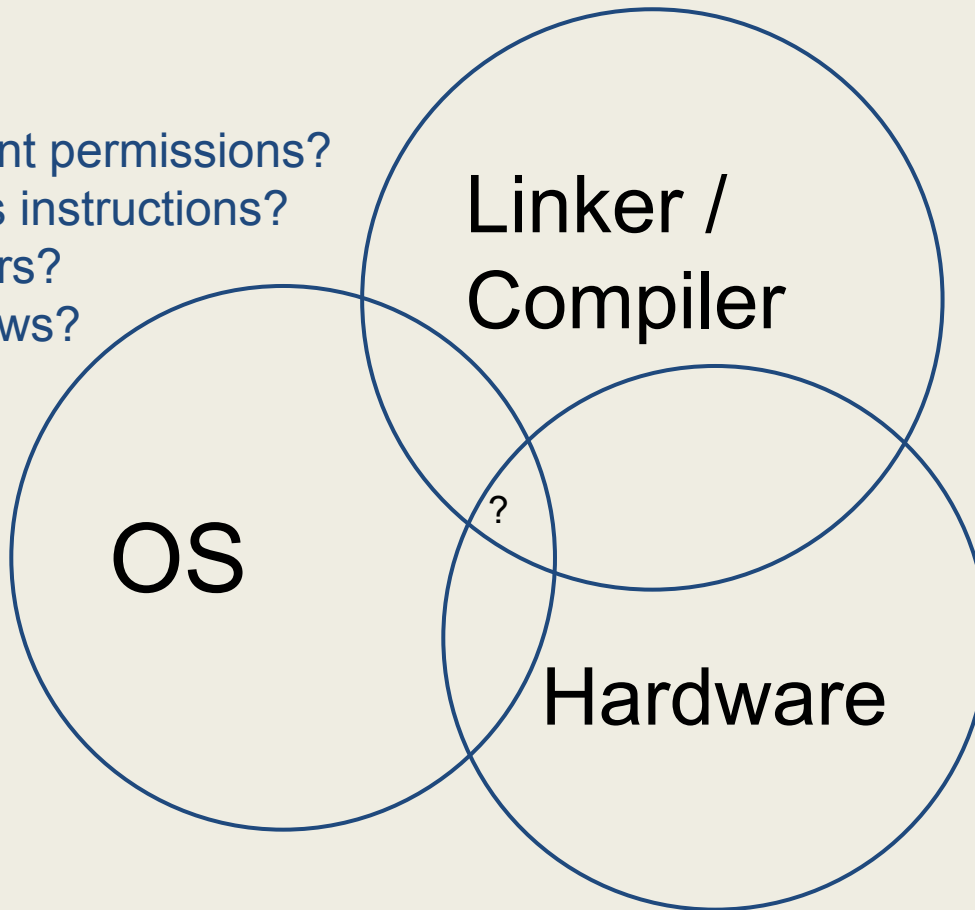 nt permissions?
s instructions?
rs?
ws?
Linker /
Compiler
?
OS
Hardware